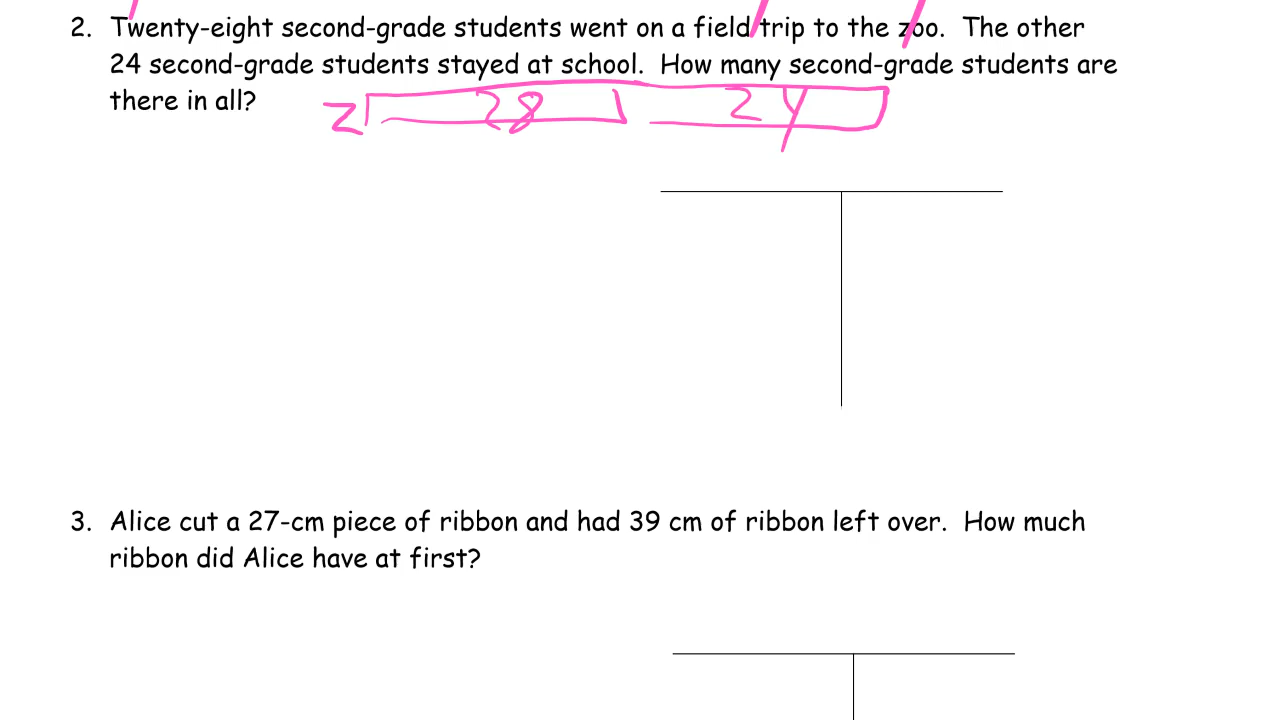 2. Twenty-eight second-grade students went on a field trip to the zoo. The other
24 second-grade students stayed at school. How many second-grade students are
there in all?
Z 28 24
3. Alice cut a 27-cm piece of ribbon and had 39 cm of ribbon left over. How much
ribbon did Alice have at first?